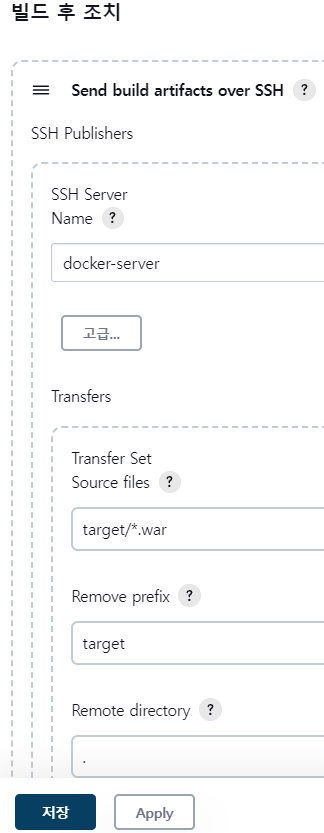 빌드 후 조치
Send build artifacts over SSH ?
SSH Publishers
SSH Server
Name ?
docker-server
고급...
Transfers
Transfer Set
Source files ?
target/*.war
Remove prefix ?
target
Remote directory ?
.
저장 Apply